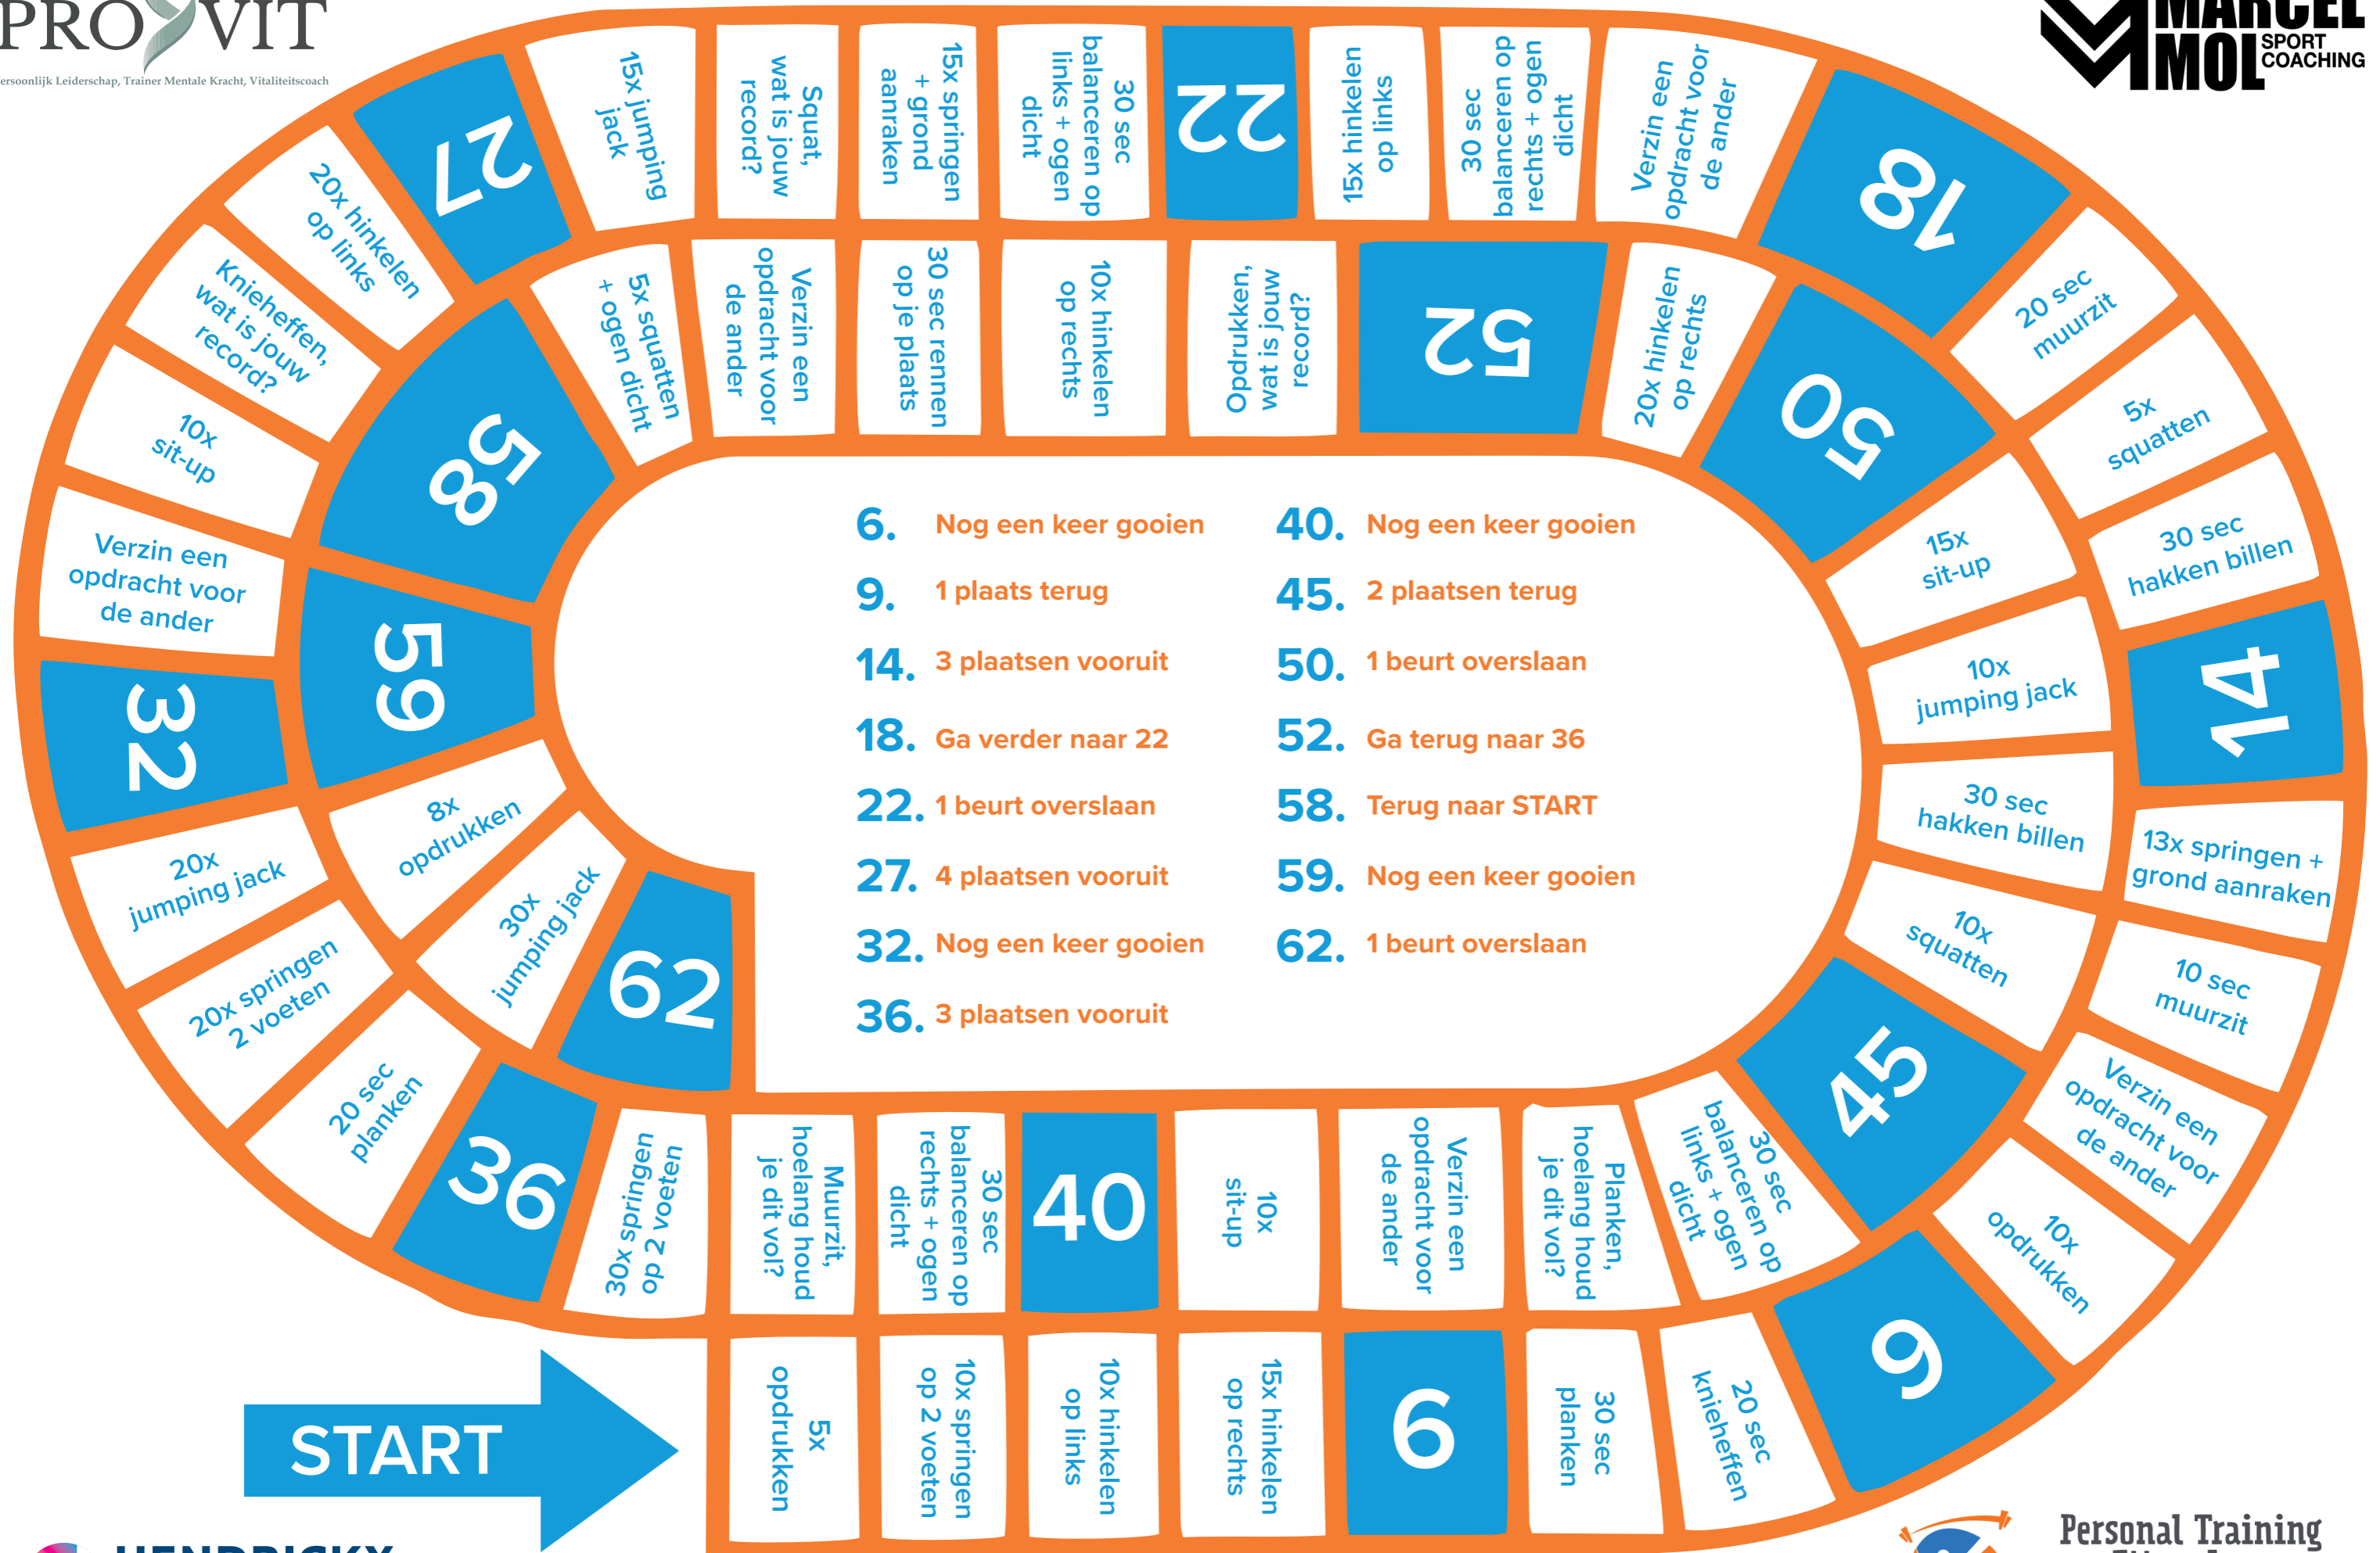 PRO VIT
ersoonlijk Leiderschap, Trainer Mentale Kracht, Vitaliteitscoach
MARCEL
MOL
SPORT
COACHING
START
5x
opdrukken
10x springen
op 2 voeten
10x hinkelen
op links
15x hinkelen
op rechts
6
30 sec
planken
20 sec
knieheffen
9
10x
opdrukken
Verzin een
opdracht voor
de ander
10 sec
muurzit
13x springen +
grond aanraken
14
30 sec
hakken billen
5x
squatten
20 sec
muurzit
18
Verzin een
opdracht voor
de ander
30 sec
balanceren op
rechts + ogen
dicht
15x hinkelen
op links
22
30 sec
balanceren op
links + ogen
dicht
15x springen
+ grond
aanraken
Squat,
wat is jouw
record?
15x jumping
jack
27
20x hinkelen
op links
Knieheffen,
wat is jouw
record?
10x
sit-up
Verzin een
opdracht voor
de ander
32
20x
jumping jack
20x springen
2 voeten
20 sec
planken
36
30x springen
op 2 voeten
Muurzit,
hoelang houd
je dit vol?
30 sec
balanceren op
rechts + ogen
dicht
40
10x
sit-up
Verzin een
opdracht voor
de ander
Planken,
hoelang houd
je dit vol?
30 sec
balanceren op
links + ogen
dicht
45
10x
squatten
30 sec
hakken billen
10x
jumping jack
15x
sit-up
50
20x hinkelen
op rechts
52
Opdrukken,
wat is jouw
record?
10x hinkelen
op rechts
30 sec rennen
op je plaats
Verzin een
opdracht voor
de ander
5x squatten
+ ogen dicht
58
59
8x
opdrukken
30x
jumping jack
62
6. Nog een keer gooien
9. 1 plaats terug
14. 3 plaatsen vooruit
18. Ga verder naar 22
22. 1 beurt overslaan
27. 4 plaatsen vooruit
32. Nog een keer gooien
36. 3 plaatsen vooruit
40. Nog een keer gooien
45. 2 plaatsen terug
50. 1 beurt overslaan
52. Ga terug naar 36
58. Terug naar START
59. Nog een keer gooien
62. 1 beurt overslaan
HENDRICKX
Personal Training